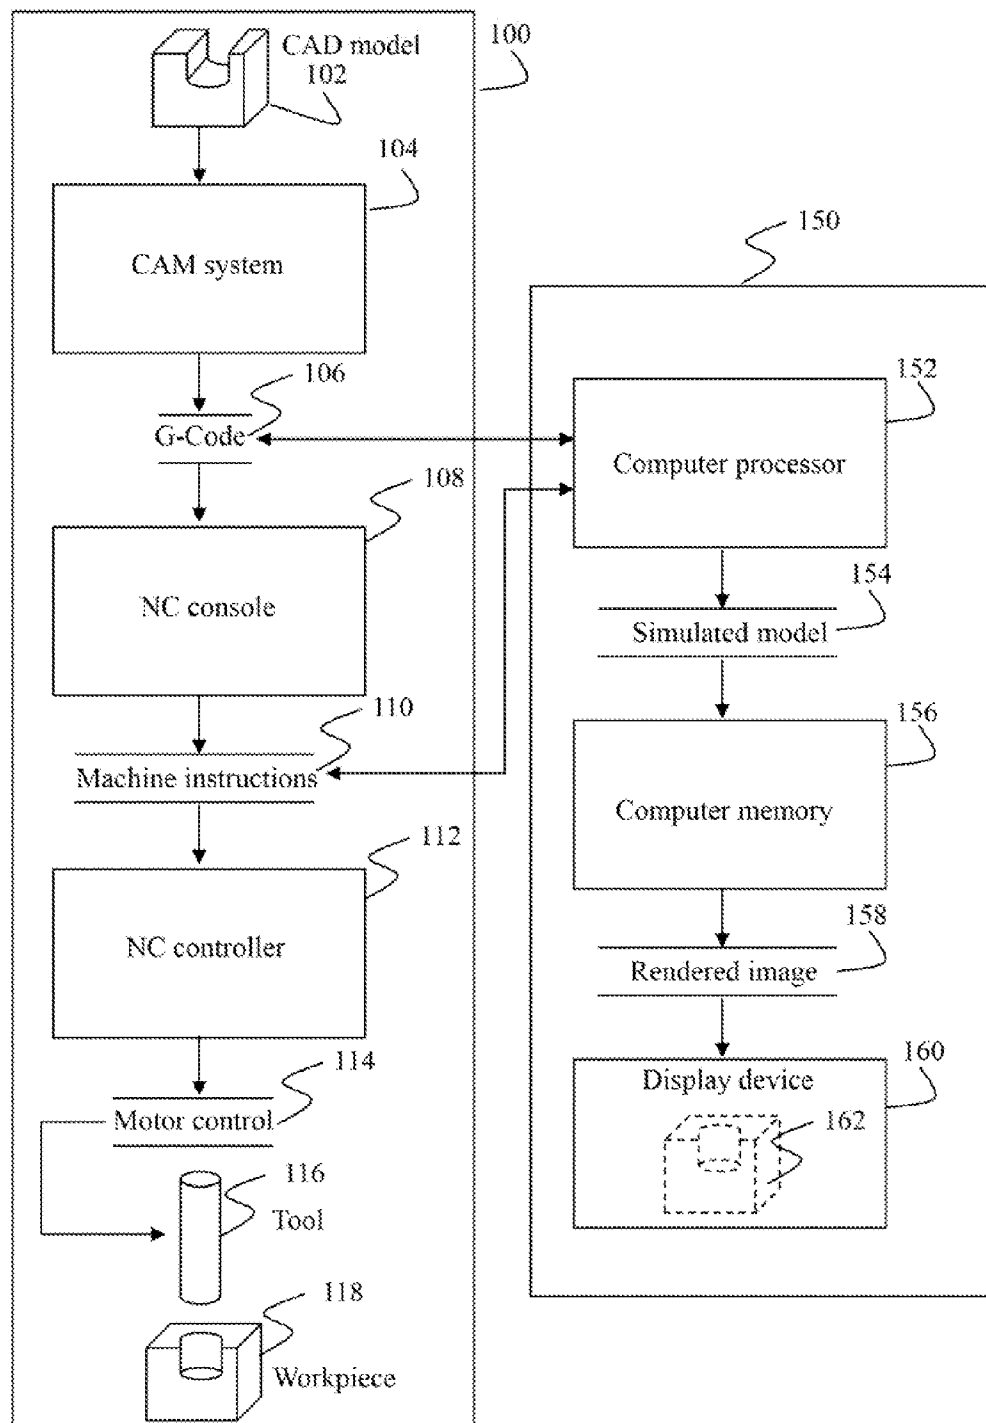 CAD model
102
100
104
CAM system
106
G-Code
108
NC console
110
Machine instructions
112
NC controller
114
Motor control
116
Tool
118
Workpiece
150
152
Computer processor
154
Simulated model
156
Computer memory
158
Rendered image
160
Display device
162